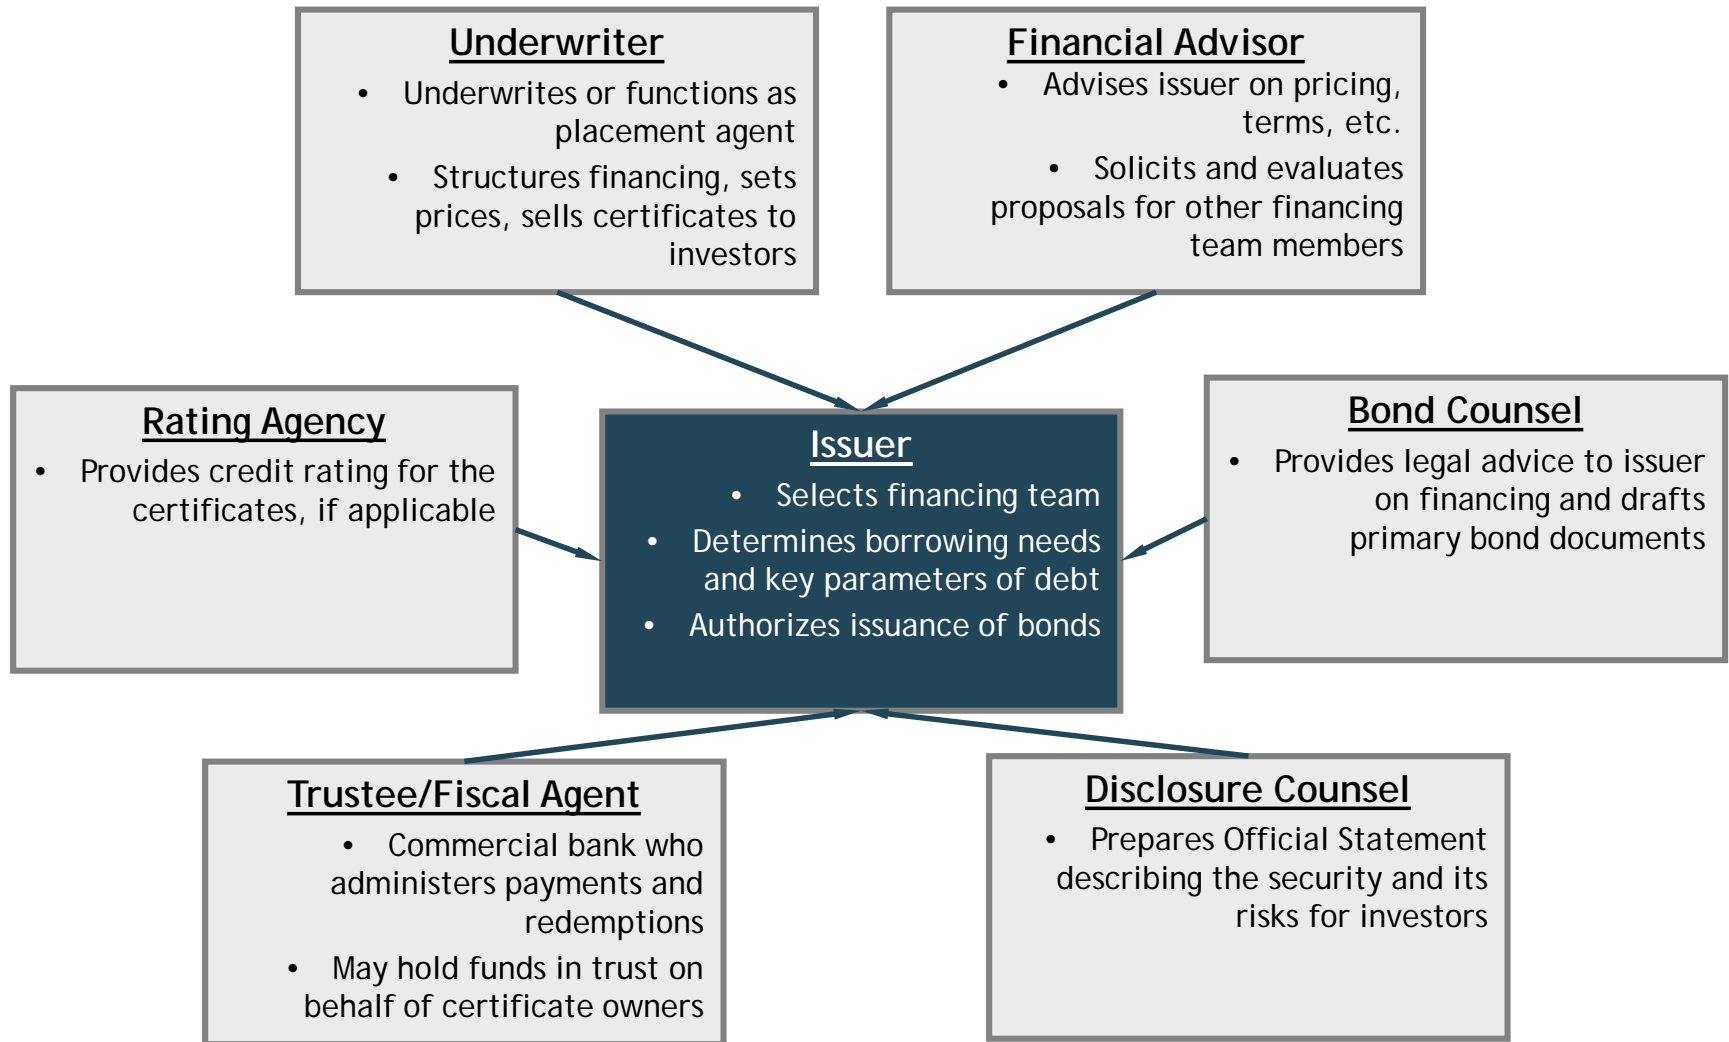 Underwriter
• Underwrites or functions as
placement agent
• Structures financing, sets
prices, sells certificates to
investors
Financial Advisor
• Advises issuer on pricing,
terms, etc.
• Solicits and evaluates
proposals for other financing
team members
Rating Agency
• Provides credit rating for the
certificates, if applicable
Issuer
• Selects financing team
• Determines borrowing needs
and key parameters of debt
• Authorizes issuance of bonds
Bond Counsel
• Provides legal advice to issuer
on financing and drafts
primary bond documents
Trustee/Fiscal Agent
• Commercial bank who
administers payments and
redemptions
• May hold funds in trust on
behalf of certificate owners
Disclosure Counsel
• Prepares Official Statement
describing the security and its
risks for investors